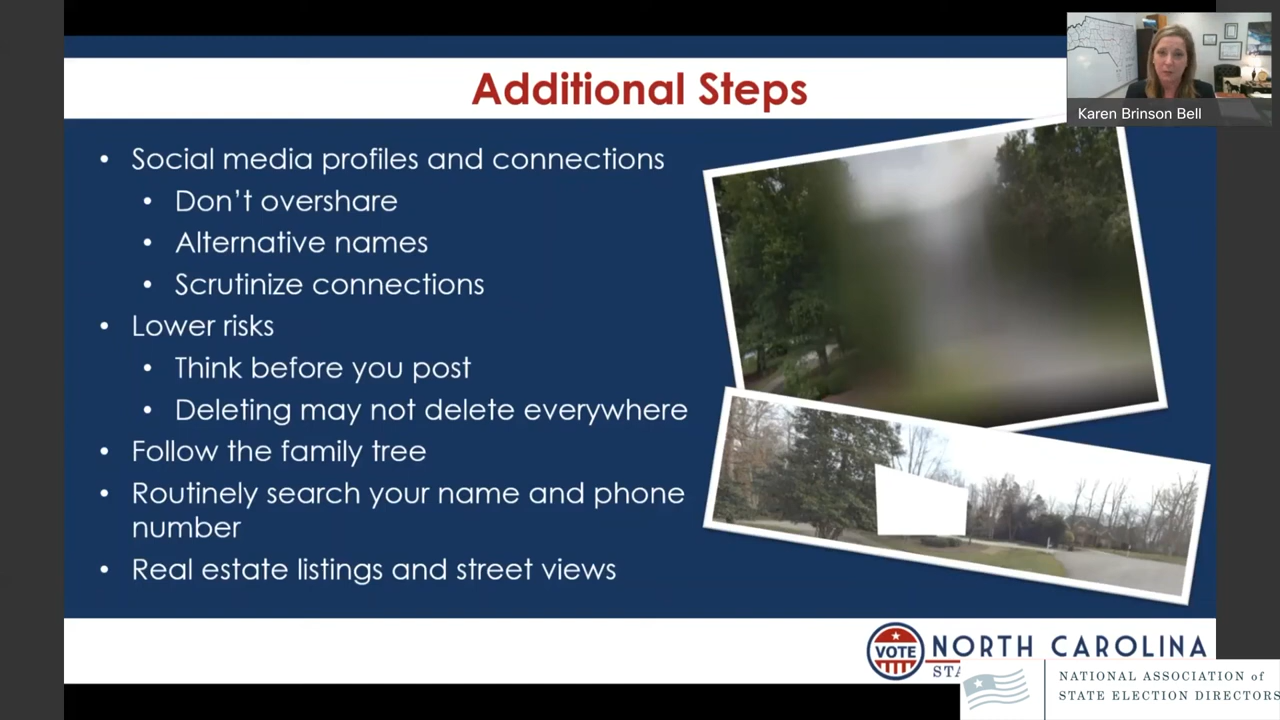 Additional Steps
Karen Brinson Bell
• Social media profiles and connections
• Don't overshare
• Alternative names
• Scrutinize connections
• Lower risks
• Think before you post
• Deleting may not delete everywhere
• Follow the family tree
• Routinely search your name and phone
number
• Real estate listings and street views
VOTE
NORTH CAROLINA
STA
NATIONAL ASSOCIATION of
STATE ELECTION DIRECTORS